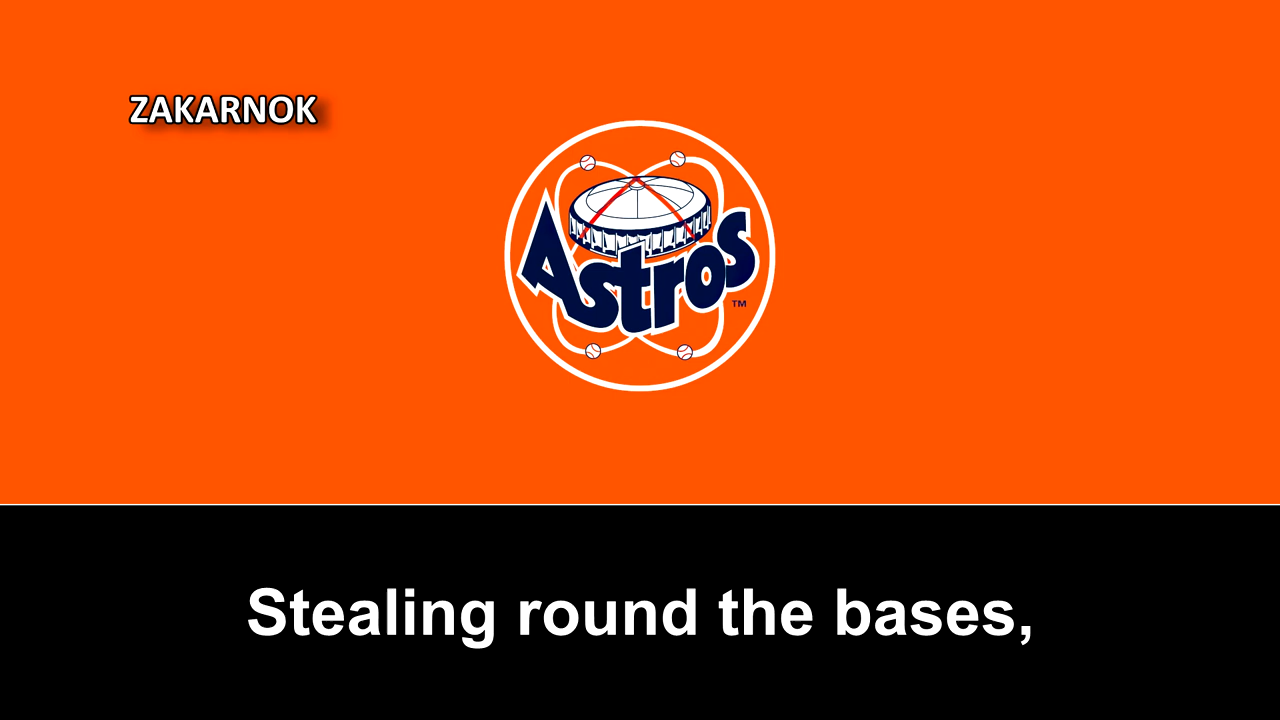 ZAKARNOK
Astros
TM
Stealing round the bases,